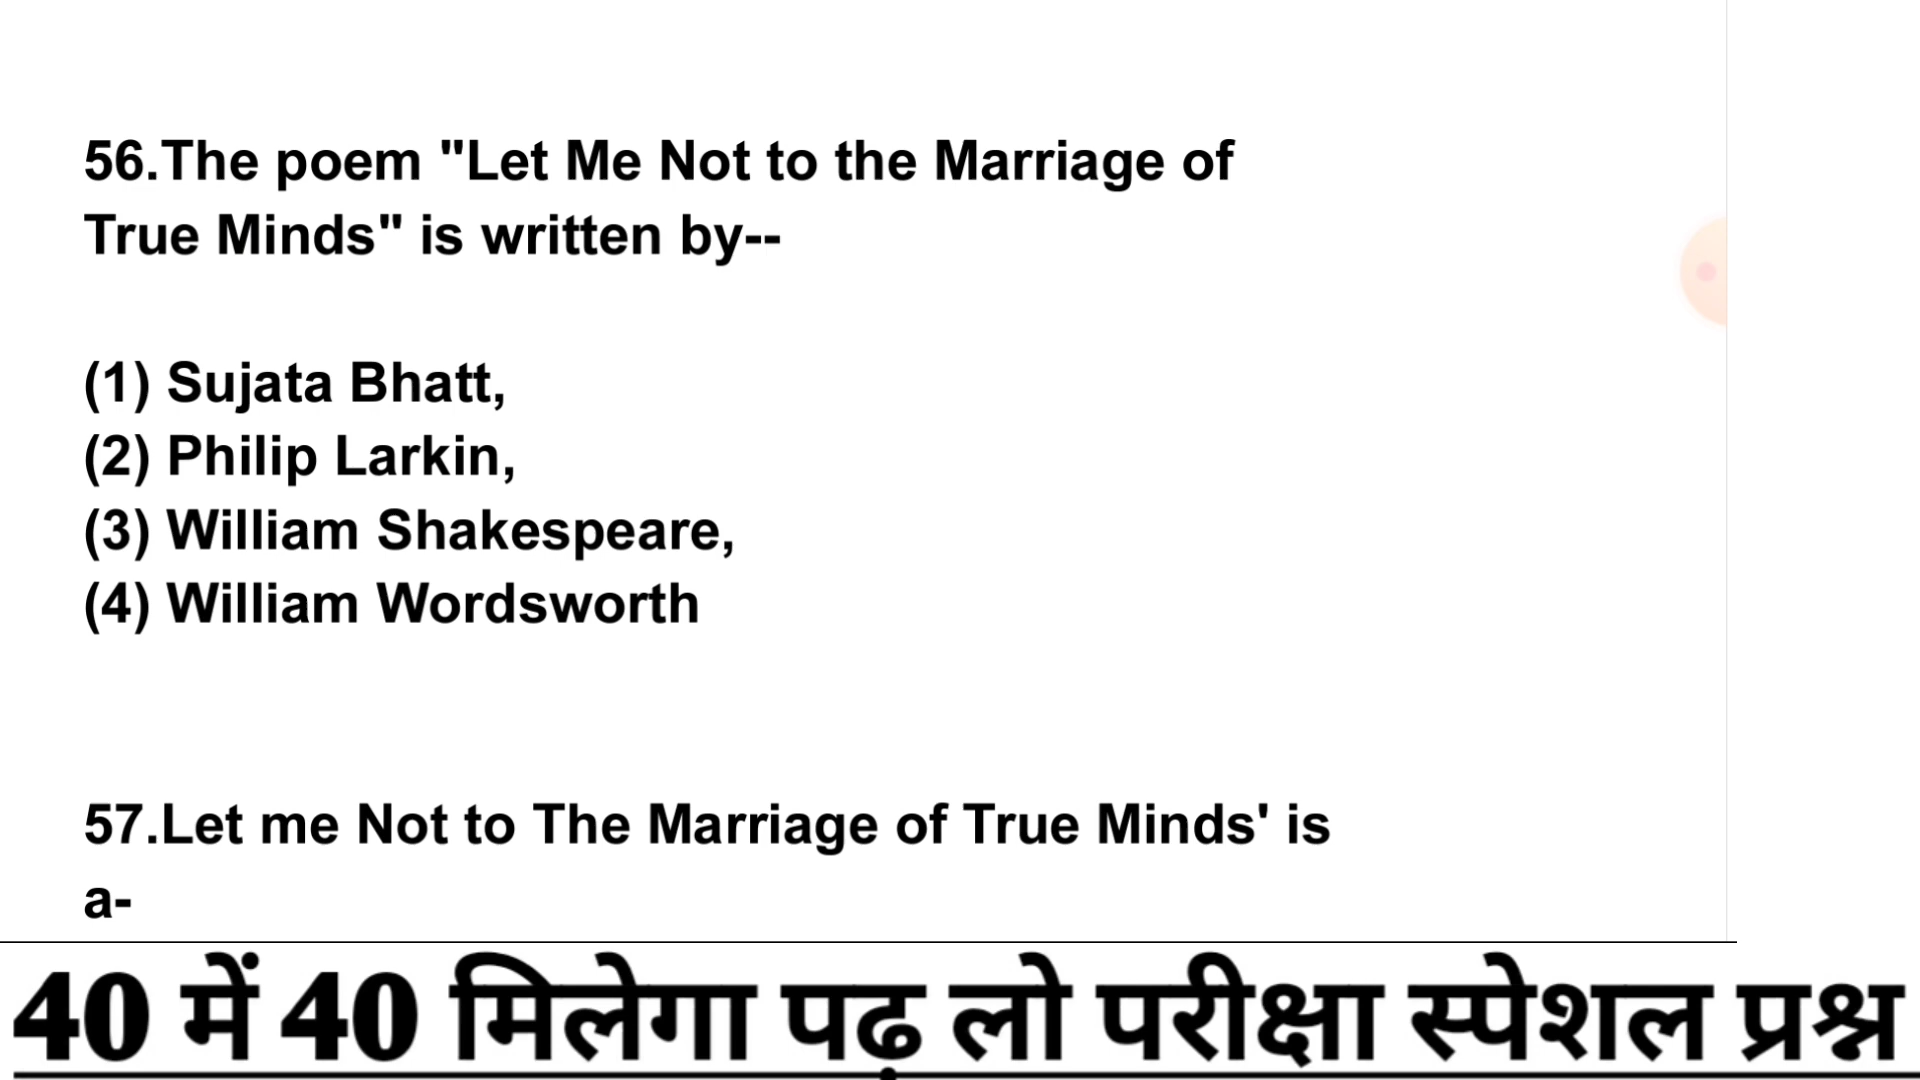 56.The poem "Let Me Not to the Marriage of
True Minds" is written by--
(1) Sujata Bhatt,
(2) Philip Larkin,
(3) William Shakespeare,
(4) William Wordsworth
57.Let me Not to The Marriage of True Minds' is
a-
40 में 40 मिलेगा पढ़ लो परीक्षा स्पेशल प्रश्न